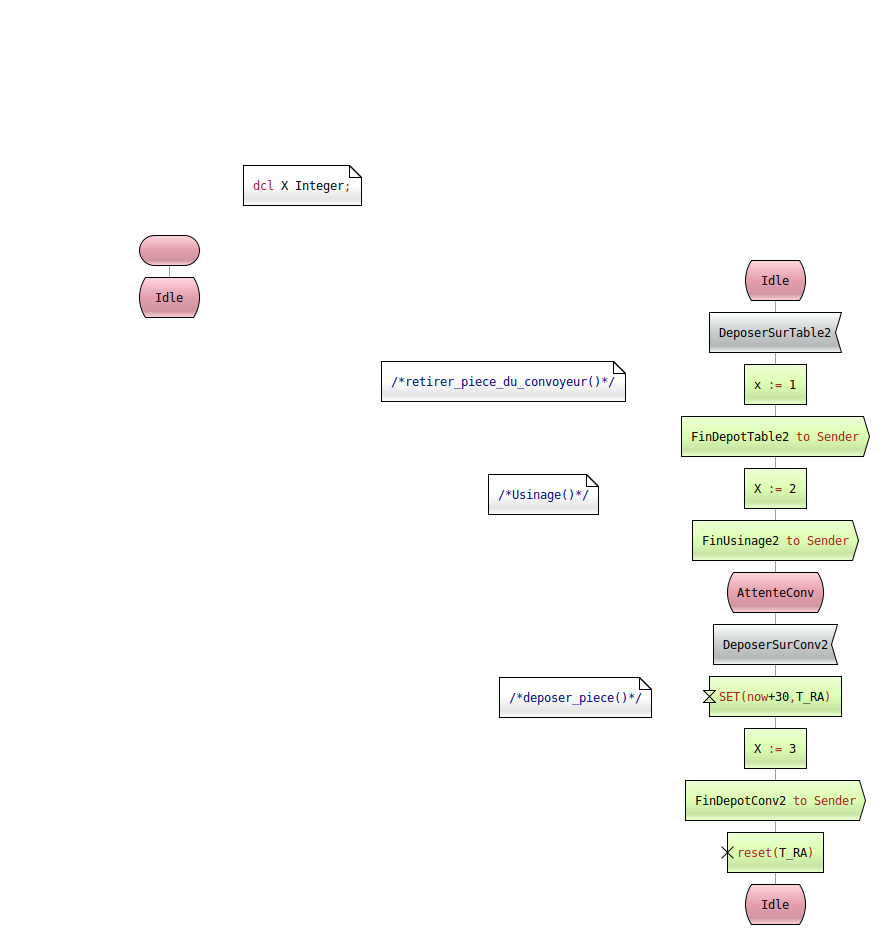 dcl X Integer;
Idle
Idle
DeposerSurTable2
/*retirer_piece_du_convoyeur()*/
x := 1
FinDepotTable2 to Sender
/*Usinage()*/
X := 2
FinUsinage2 to Sender
AttenteConv
DeposerSurConv2
/*deposer_piece()*/
SET(now+30,T_RA)
X := 3
FinDepotConv2 to Sender
reset(T_RA)
Idle